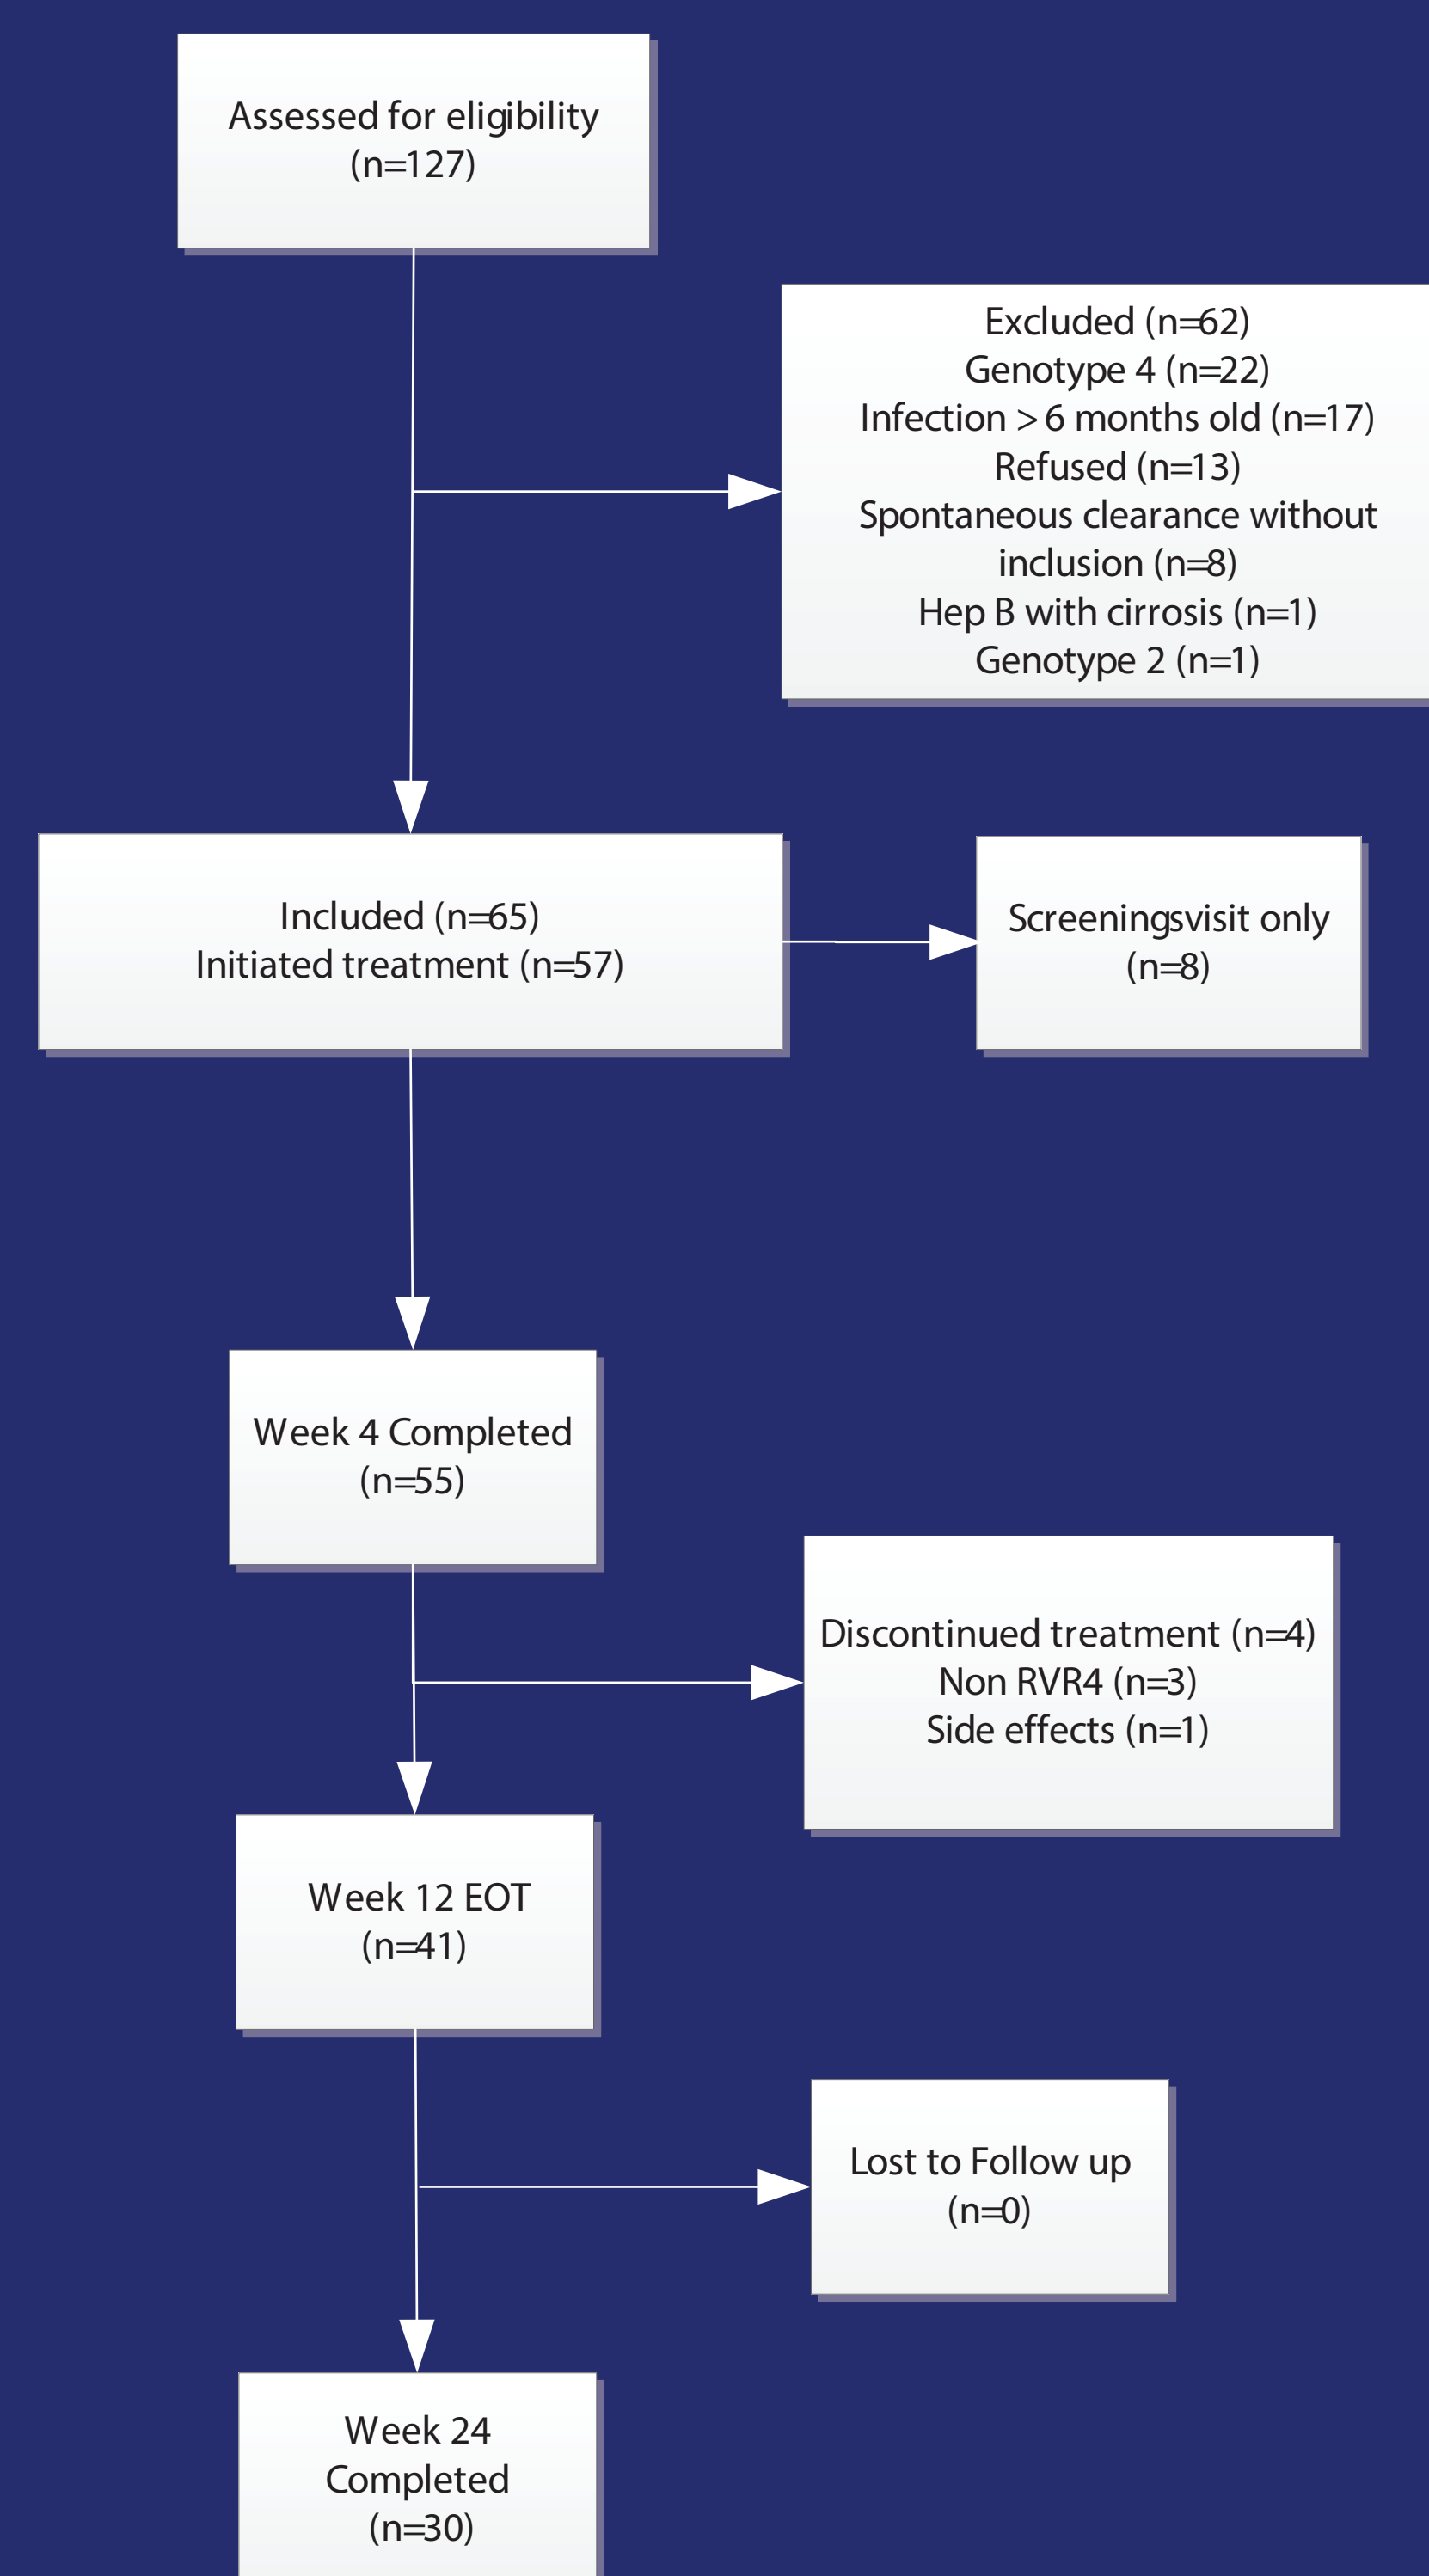 Assessed for eligibility
(n=127)
Excluded (n=62)
Genotype 4 (n=22)
Infection > 6 months old (n=17)
Refused (n=13)
Spontaneous clearance without
inclusion (n=8)
Hep B with cirrosis (n=1)
Genotype 2 (n=1)
Included (n=65)
Initiated treatment (n=57)
Screeningsvisit only
(n=8)
Week 4 Completed
(n=55)
Discontinued treatment (n=4)
Non RVR4 (n=3)
Side effects (n=1)
Week 12 EOT
(n=41)
Lost to Follow up
(n=0)
Week 24
Completed
(n=30)